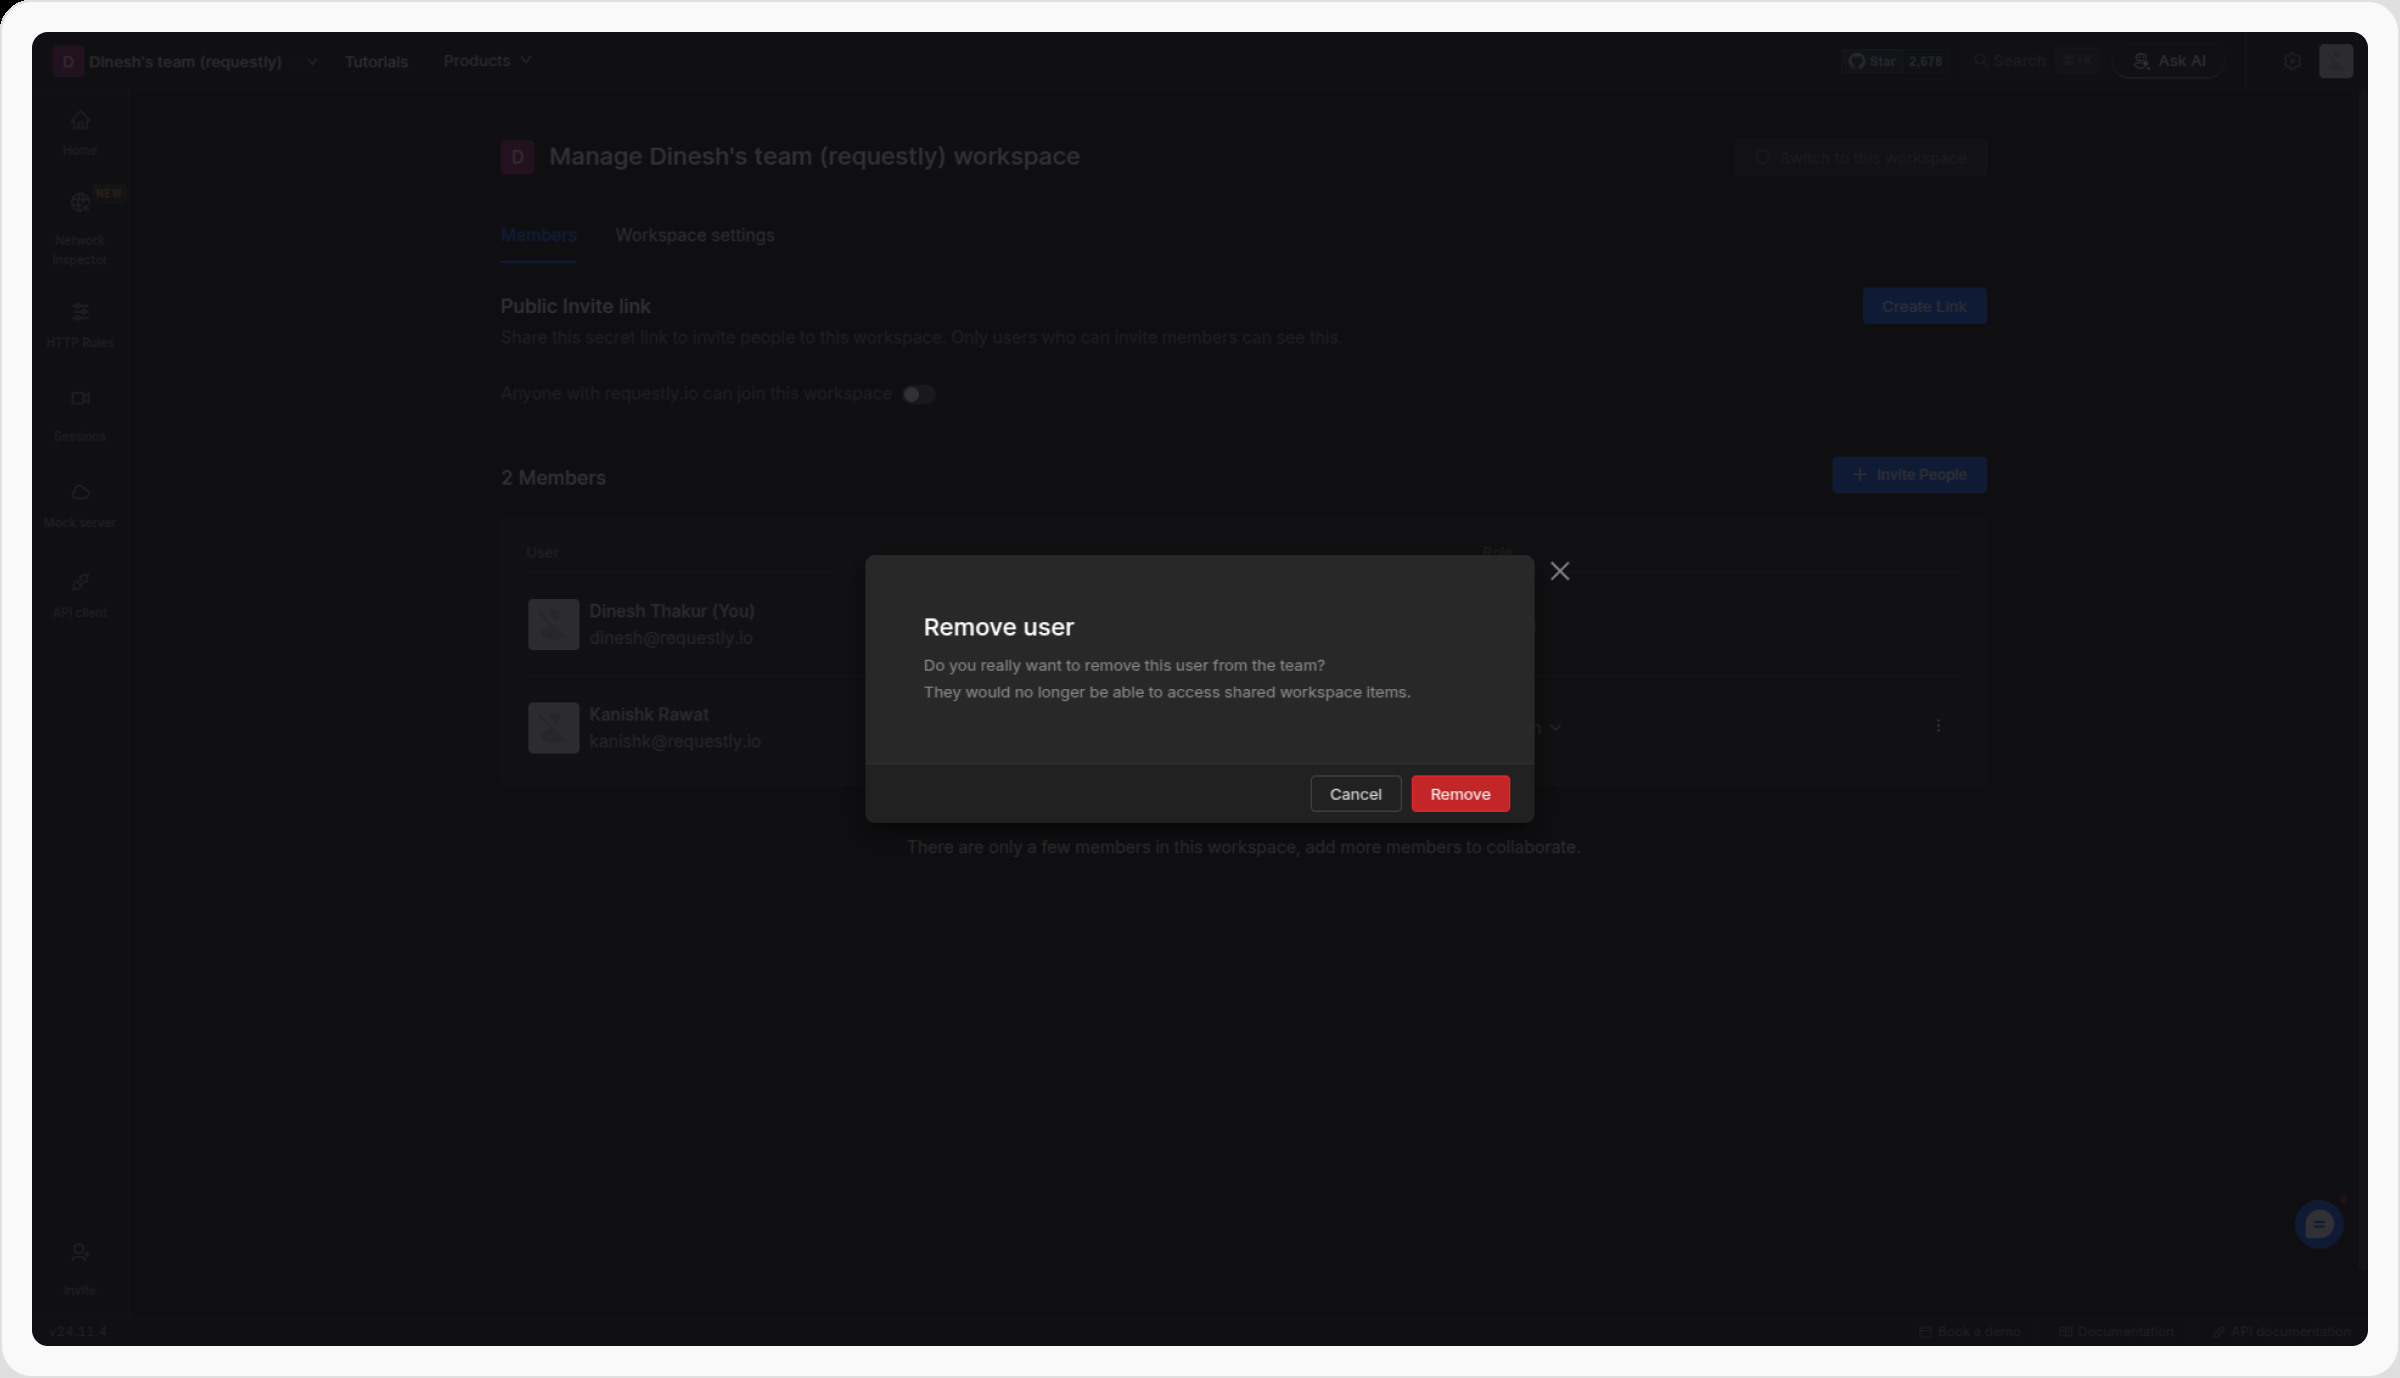 D Dinesh's team (requestly) Tutorials Products Star 2,678 Search ⌘+K Ask AI
Home
NEW
Network
Inspector
HTTP Rules
Sessions
Mock server
API client
Invite
v24.11.4
D Manage Dinesh's team (requestly) workspace Switch to this workspace
Members Workspace settings
Public Invite link Create Link
Share this secret link to invite people to this workspace. Only users who can invite members can see this.
Anyone with requestly.io can join this workspace
2 Members + Invite People
User Role
Dinesh Thakur (You)
dinesh@requestly.io
Kanishk Rawat
kanishk@requestly.io
Remove user
Do you really want to remove this user from the team?
They would no longer be able to access shared workspace items.
Cancel Remove
There are only a few members in this workspace, add more members to collaborate.
Book a demo Documentation API documentation